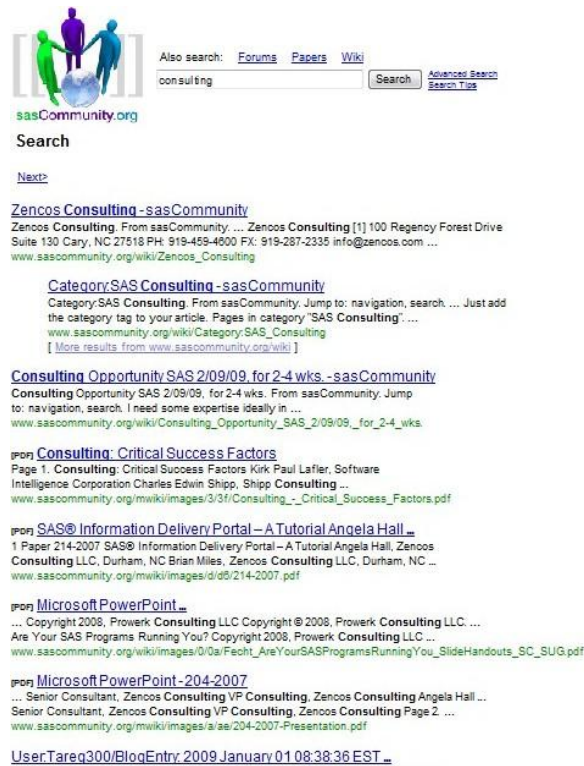 Also search: Forums Papers Wiki
consulting Search Advanced Search
Search Tips
sasCommunity.org
Search
Next>
Zencos Consulting - sasCommunity
Zencos Consulting. From sasCommunity. ... Zencos Consulting [1] 100 Regency Forest Drive
Suite 130 Cary, NC 27518 PH: 919-459-4600 FX: 919-287-2335 info@zencos.com ...
www.sascommunity.org/wiki/Zencos_Consulting
Category:SAS Consulting - sasCommunity
Category:SAS Consulting. From sasCommunity. Jump to: navigation, search. ... Just add
the category tag to your article. Pages in category "SAS Consulting". ...
www.sascommunity.org/wiki/Category:SAS_Consulting
[ More results from www.sascommunity.org/wiki ]
Consulting Opportunity SAS 2/09/09, for 2-4 wks. - sasCommunity
Consulting Opportunity SAS 2/09/09, for 2-4 wks. From sasCommunity. Jump
to: navigation, search. I need some expertise ideally in ...
www.sascommunity.org/wiki/Consulting_Opportunity_SAS_2/09/09,_for_2-4_wks.
[PDF] Consulting: Critical Success Factors
Page 1. Consulting: Critical Success Factors Kirk Paul Lafler, Software
Intelligence Corporation Charles Edwin Shipp, Shipp Consulting ...
www.sascommunity.org/mwiki/images/3/3f/Consulting_-_Critical_Success_Factors.pdf
[PDF] SAS® Information Delivery Portal – A Tutorial Angela Hall ...
1 Paper 214-2007 SAS® Information Delivery Portal – A Tutorial Angela Hall, Zencos
Consulting LLC, Durham, NC Brian Miles, Zencos Consulting LLC, Durham, NC ...
www.sascommunity.org/mwiki/images/d/d6/214-2007.pdf
[PDF] Microsoft PowerPoint ...
... Copyright 2008, Prowerk Consulting LLC Copyright © 2008, Prowerk Consulting LLC. ...
Are Your SAS Programs Running You? Copyright 2008, Prowerk Consulting LLC ...
www.sascommunity.org/wiki/images/0/0a/Fecht_AreYourSASProgramsRunningYou_SlideHandouts_SC_SUG.pdf
[PDF] Microsoft PowerPoint - 204-2007
... Senior Consultant, Zencos Consulting VP Consulting, Zencos Consulting Angela Hall ...
Senior Consultant, Zencos Consulting VP Consulting, Zencos Consulting Page 2. ...
www.sascommunity.org/mwiki/images/a/ae/204-2007-Presentation.pdf
User:Tareq300/BlogEntry: 2009 January 01 08:38:36 EST ...